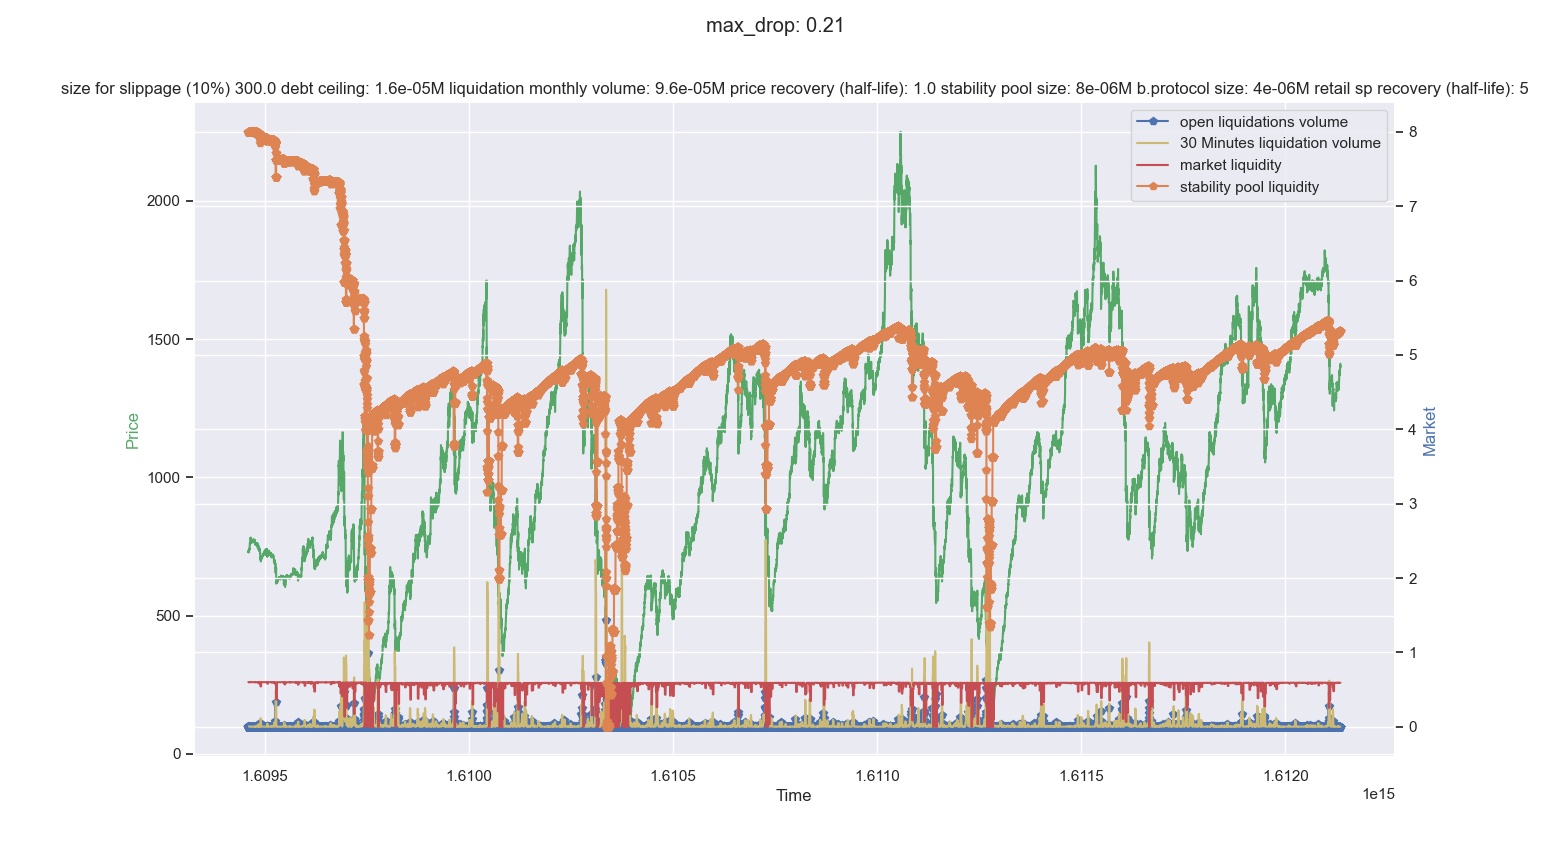 max_drop: 0.21
size for slippage (10%) 300.0 debt ceiling: 1.6e-05M liquidation monthly volume: 9.6e-05M price recovery (half-life): 1.0 stability pool size: 8e-06M b.protocol size: 4e-06M retail sp recovery (half-life): 5
open liquidations volume
30 Minutes liquidation volume
market liquidity
stability pool liquidity
Price
2000
1500
1000
500
0
Market
8
7
6
5
4
3
2
1
0
1.6095 1.6100 1.6105 1.6110 1.6115 1.6120
Time
1e15